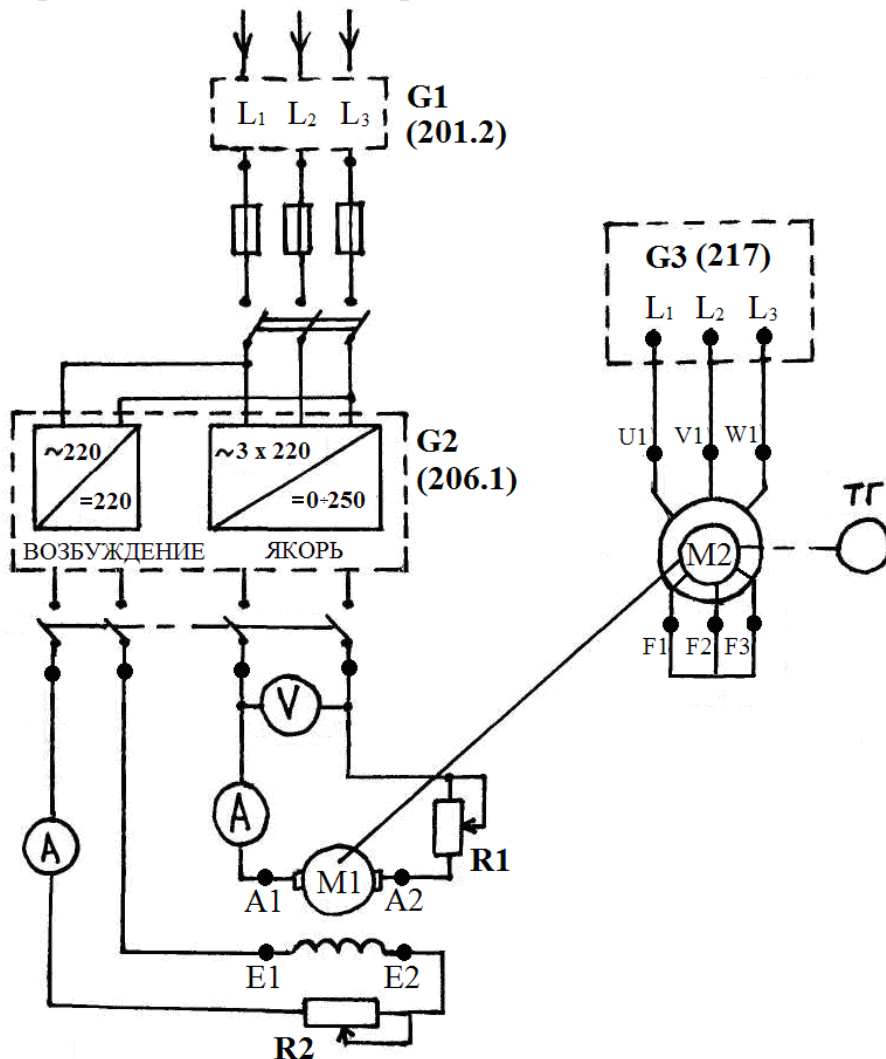 L₁ L₂ L₃
G1
(201.2)
G3 (217)
L₁ L₂ L₃
U1 V1 W1
ТГ
~220
=220
~3 x 220
=0÷250
G2
(206.1)
ВОЗБУЖДЕНИЕ
ЯКОРЬ
M2
F1 F2 F3
V
A
A
R1
M1
A1 A2
E1 E2
R2